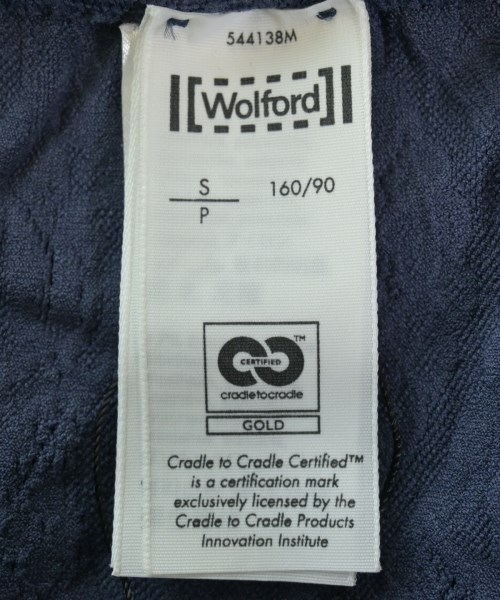 544138M
Wolford
S 160/90
P
CERTIFIED
TM
cradletocradle
GOLD
Cradle to Cradle Certified™
is a certification mark
exclusively licensed by the
Cradle to Cradle Products
Innovation Institute